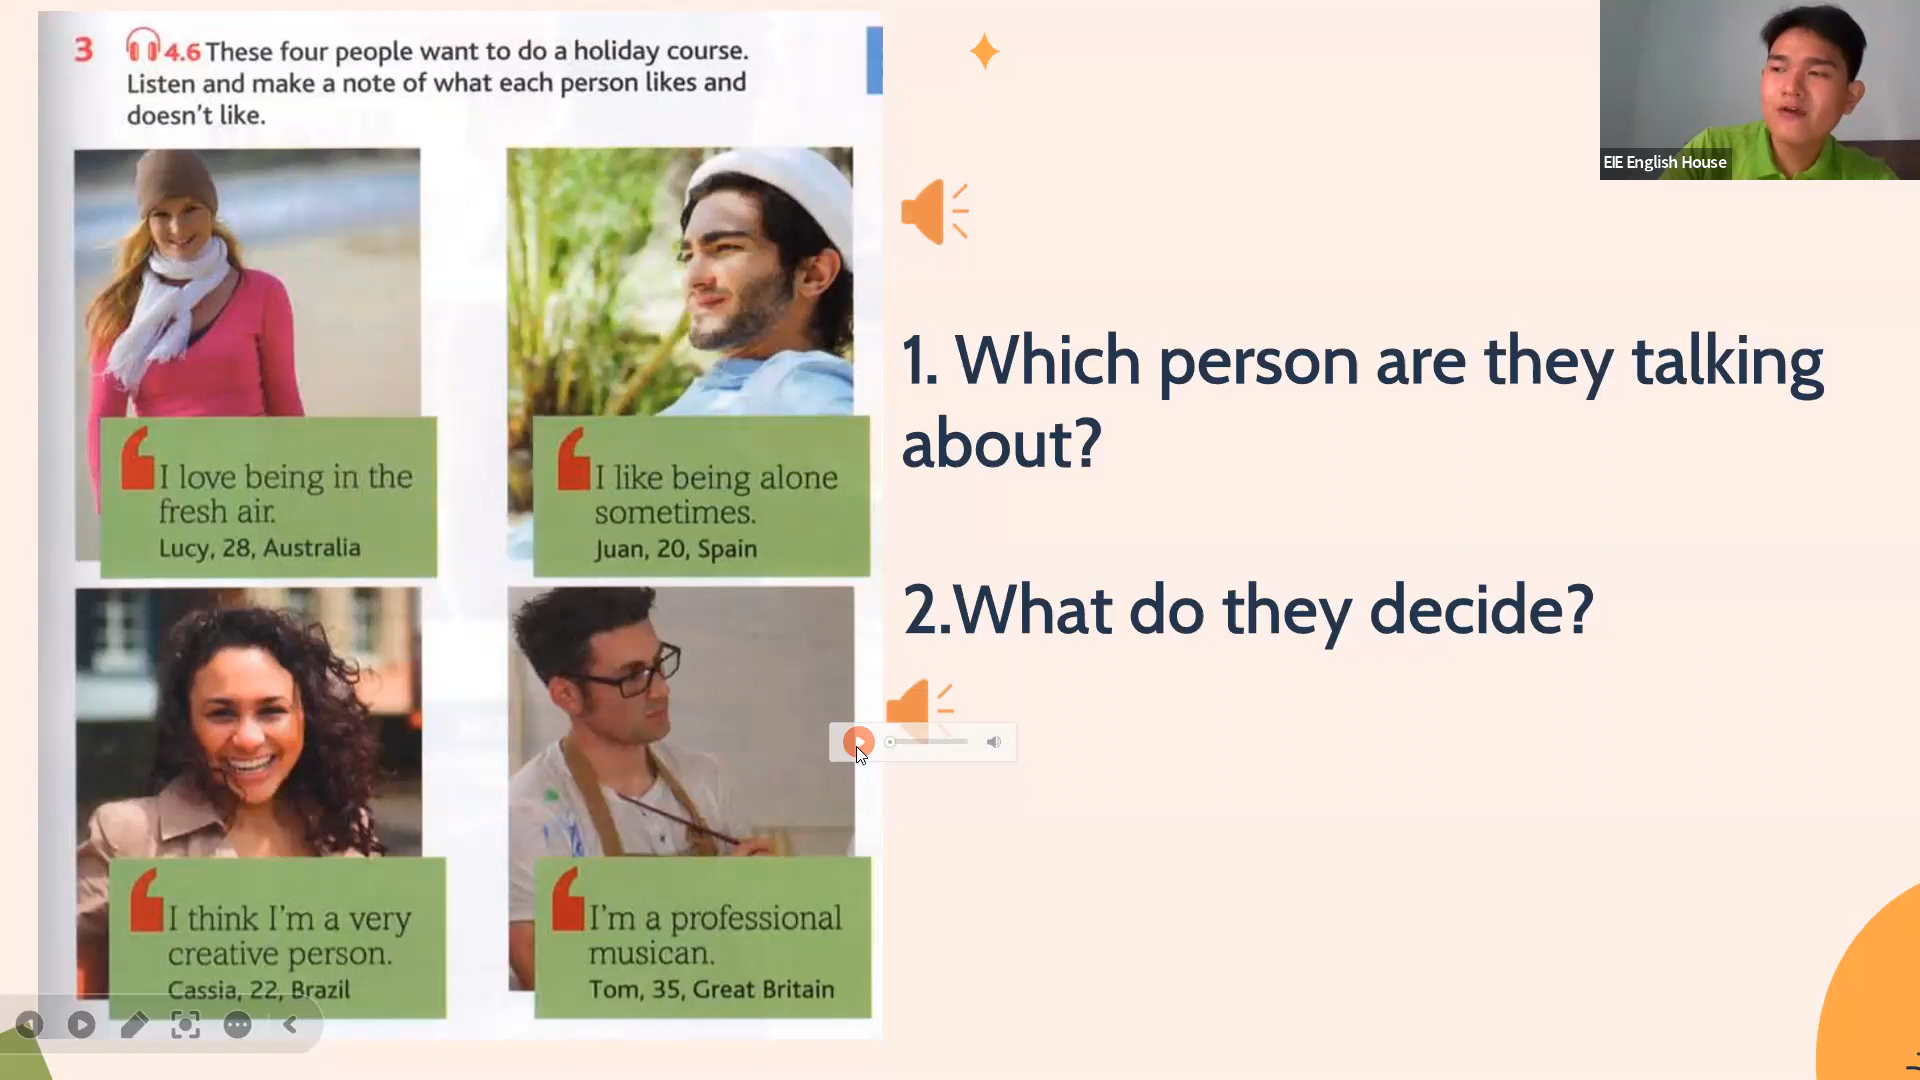 3 4.6 These four people want to do a holiday course.
Listen and make a note of what each person likes and
doesn't like.
I love being in the
fresh air.
Lucy, 28, Australia
I like being alone
sometimes.
Juan, 20, Spain
I think I'm a very
creative person.
Cassia, 22, Brazil
I'm a professional
musican.
Tom, 35, Great Britain
1. Which person are they talking
about?
2.What do they decide?
EIE English House